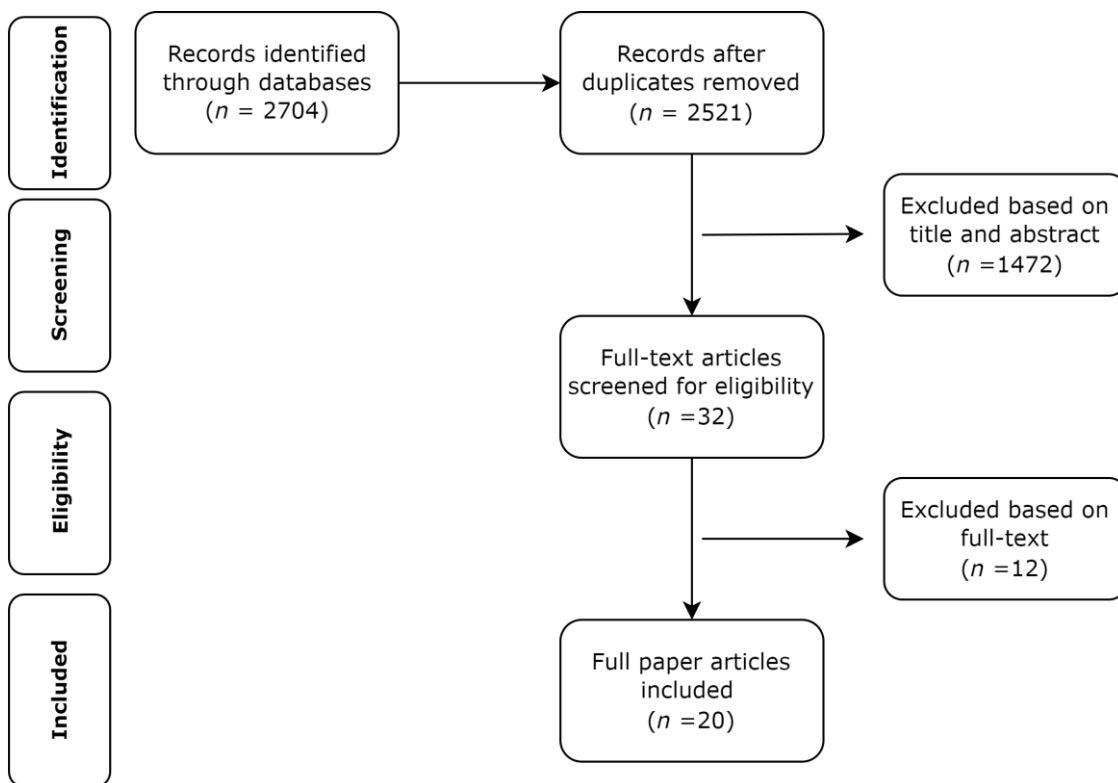 Identification
Records identified
through databases
(n = 2704)
Records after
duplicates removed
(n = 2521)
Screening
Excluded based on
title and abstract
(n =1472)
Full-text articles
screened for eligibility
(n =32)
Eligibility
Excluded based on
full-text
(n =12)
Included
Full paper articles
included
(n =20)